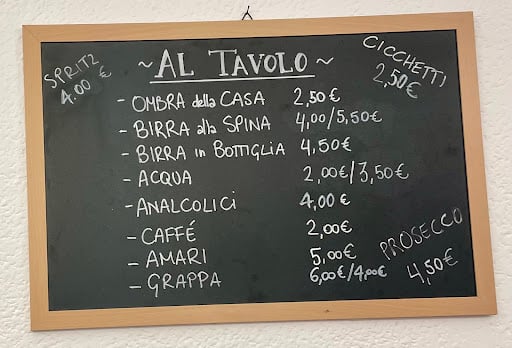 SPRITZ
4.00 €
~ AL TAVOLO ~
CICCHETTI
2,50€
- OMBRA della CASA 2,50€
- BIRRA alla SPINA 4,00/5,50€
- BIRRA in BOTTIGLIA 4,50€
- ACQUA 2,00€/3,50€
- ANALCOLICI 4,00 €
- CAFFÉ 2,00€
- AMARI 5,00€
- GRAPPA 6,00€/4,00€
PROSECCO
4,50€